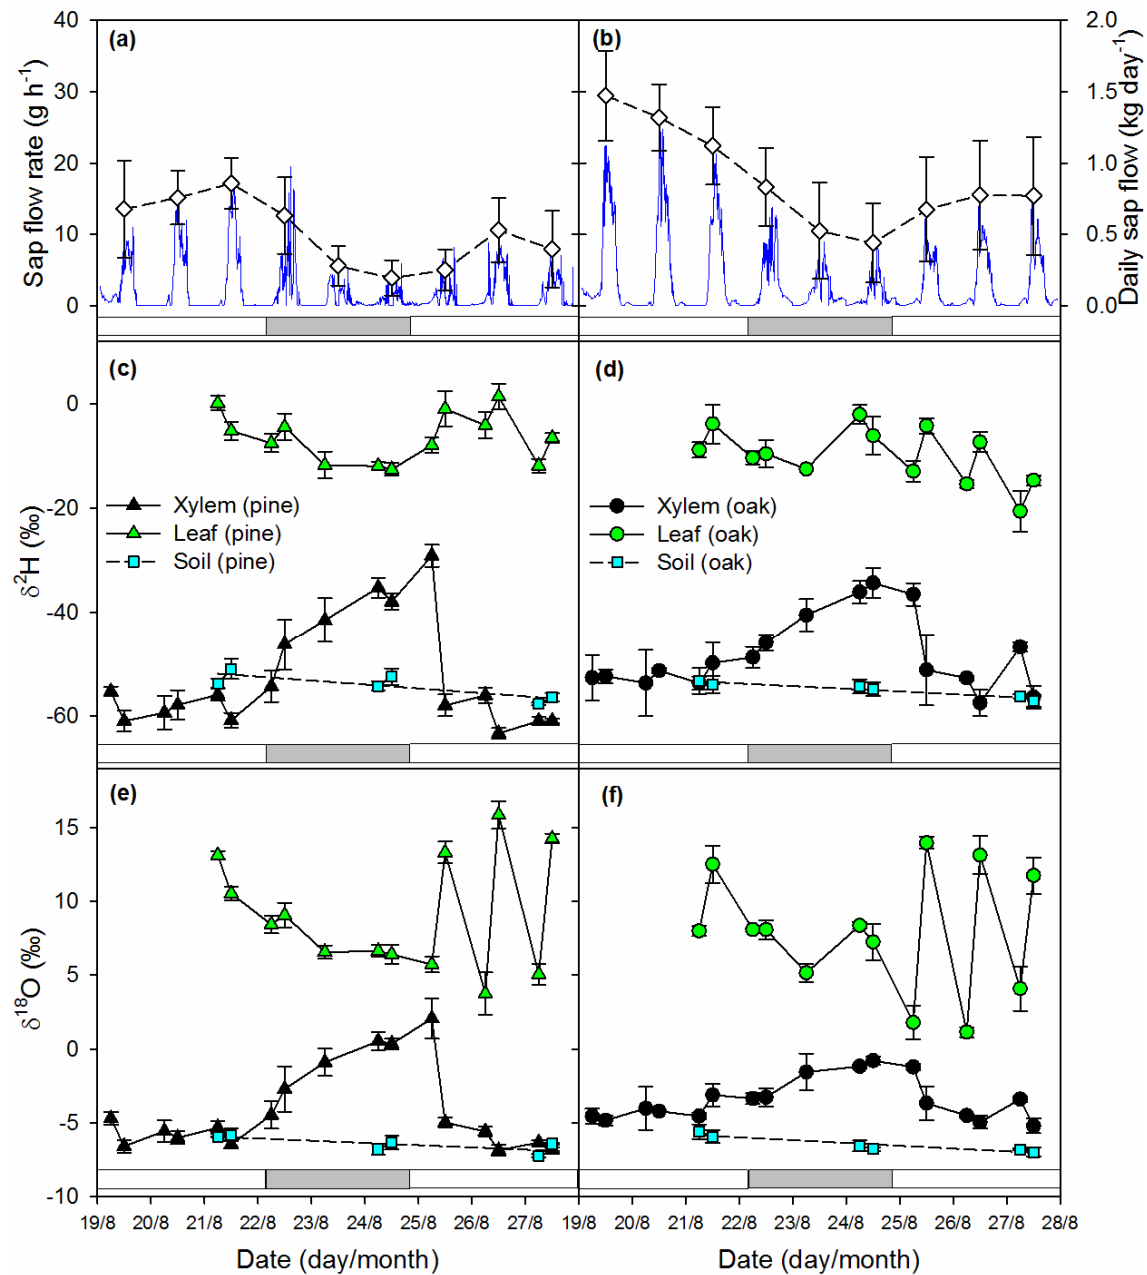 (a)
(b)
40
30
20
10
0
Sap flow rate (g h⁻¹)
2.0
1.5
1.0
0.5
0.0
Daily sap flow (kg day⁻¹)
(c)
(d)
0
-20
-40
-60
δ²H (‰)
Xylem (pine)
Leaf (pine)
Soil (pine)
Xylem (oak)
Leaf (oak)
Soil (oak)
(e)
(f)
15
10
5
0
-5
-10
δ¹⁸O (‰)
19/8 20/8 21/8 22/8 23/8 24/8 25/8 26/8 27/8 19/8 20/8 21/8 22/8 23/8 24/8 25/8 26/8 27/8 28/8
Date (day/month)
Date (day/month)